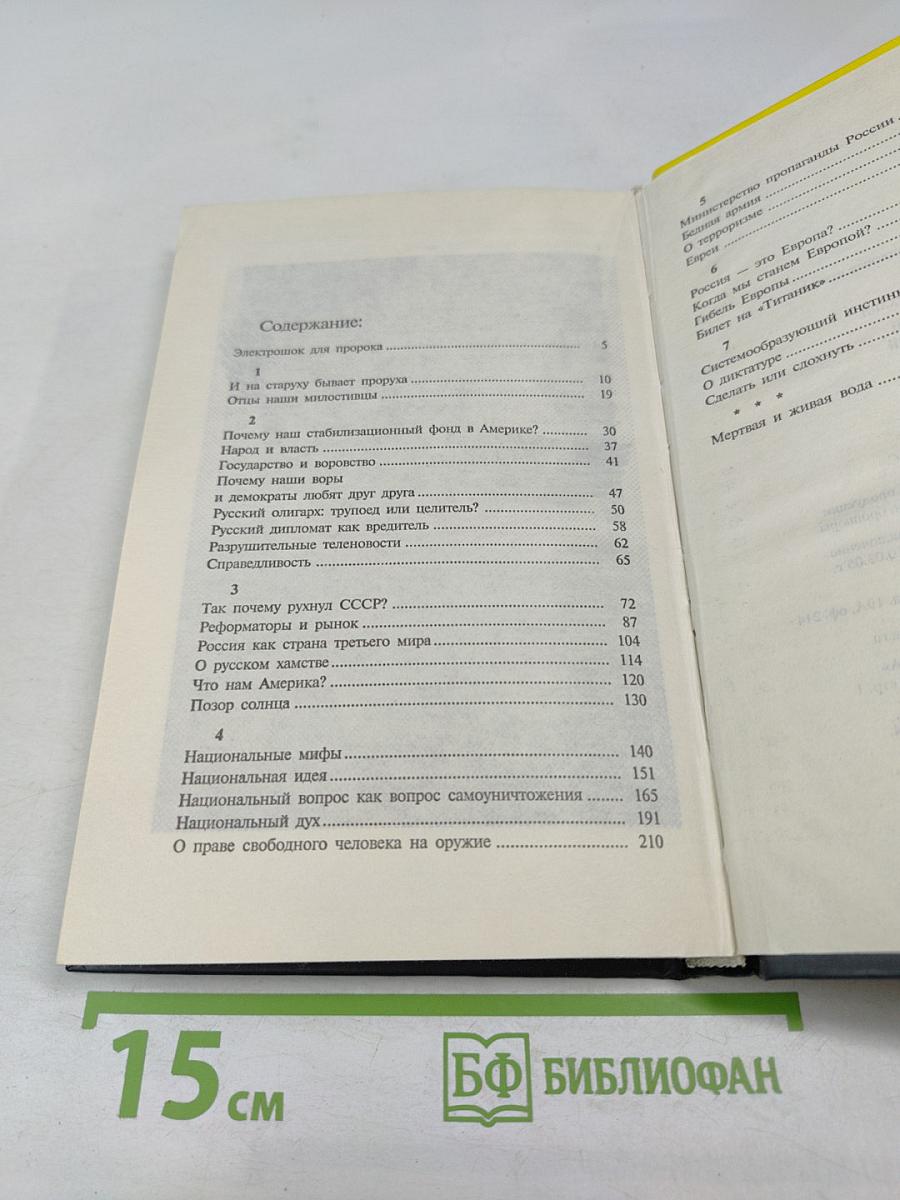 Содержание:
Электрошок для пророка ........ 5
1
И на старуху бывает проруха ........ 10
Отцы наши милостивцы ........ 19
2
Почему наш стабилизационный фонд в Америке? ........ 30
Народ и власть ........ 37
Государство и воровство ........ 41
Почему наши воры
и демократы любят друг друга ........ 47
Русский олигарх: трупоед или целитель? ........ 50
Русский дипломат как вредитель ........ 58
Разрушительные теленовости ........ 62
Справедливость ........ 65
3
Так почему рухнул СССР? ........ 72
Реформаторы и рынок ........ 87
Россия как страна третьего мира ........ 104
О русском хамстве ........ 114
Что нам Америка? ........ 120
Позор солнца ........ 130
4
Национальные мифы ........ 140
Национальная идея ........ 151
Национальный вопрос как вопрос самоуничтожения ........ 165
Национальный дух ........ 191
О праве свободного человека на оружие ........ 210
5
Министерство пропаганды России
Бедная армия ........
О терроризме ........
Евреи ........
6
Россия — это Европа? ........
Когда мы станем Европой? ........
Гибель Европы ........
Билет на «Титаник» ........
7
Системообразующий инстин
О диктатуре ........
Сделать или сдохнуть ........
* * *
Мертвая и живая вода ........
15 см
БФ БИБЛИОФАН